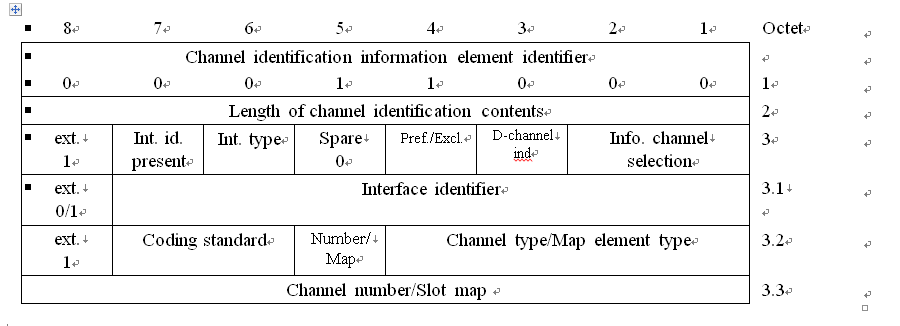 8 7 6 5 4 3 2 1 Octet
Channel identification information element identifier
0 0 0 1 1 0 0 0 1
Length of channel identification contents 2
ext. Int. id. Int. type Spare Pref./Excl. D-channel Info. channel 3
1 present 0 ind selection
ext. Interface identifier 3.1
0/1
ext. Coding standard Number/ Channel type/Map element type 3.2
1 Map
Channel number/Slot map 3.3